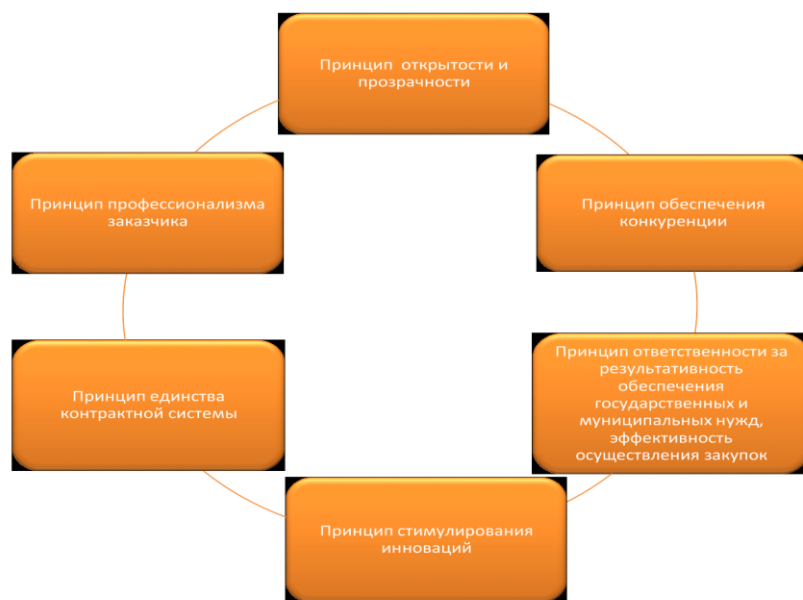 Принцип открытости и
прозрачности
Принцип профессионализма
заказчика
Принцип обеспечения
конкуренции
Принцип единства
контрактной системы
Принцип ответственности за
результативность
обеспечения
государственных и
муниципальных нужд,
эффективность
осуществления закупок
Принцип стимулирования
инноваций